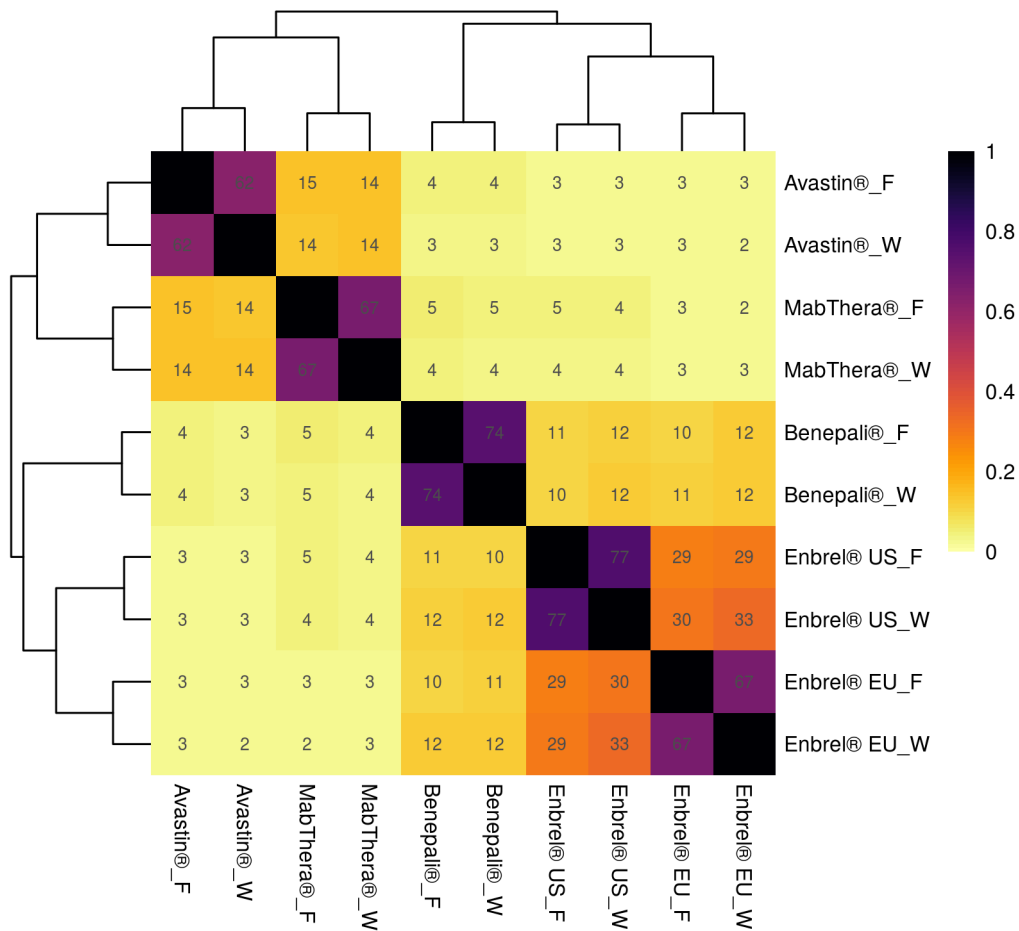 1
62 15 14 4 4 3 3 3 3 Avastin®_F
0.8
62 14 14 3 3 3 3 3 2 Avastin®_W
15 14 67 5 5 5 4 3 2 MabThera®_F
0.6
14 14 67 4 4 4 4 3 3 MabThera®_W
0.4
4 3 5 4 74 11 12 10 12 Benepali®_F
0.2
4 3 5 4 74 10 12 11 12 Benepali®_W
0
3 3 5 4 11 10 77 29 29 Enbrel® US_F
3 3 4 4 12 12 77 30 33 Enbrel® US_W
3 3 3 3 10 11 29 30 67 Enbrel® EU_F
3 2 2 3 12 12 29 33 67 Enbrel® EU_W
Avastin®_F
Avastin®_W
MabThera®_F
MabThera®_W
Benepali®_F
Benepali®_W
Enbrel® US_F
Enbrel® US_W
Enbrel® EU_F
Enbrel® EU_W